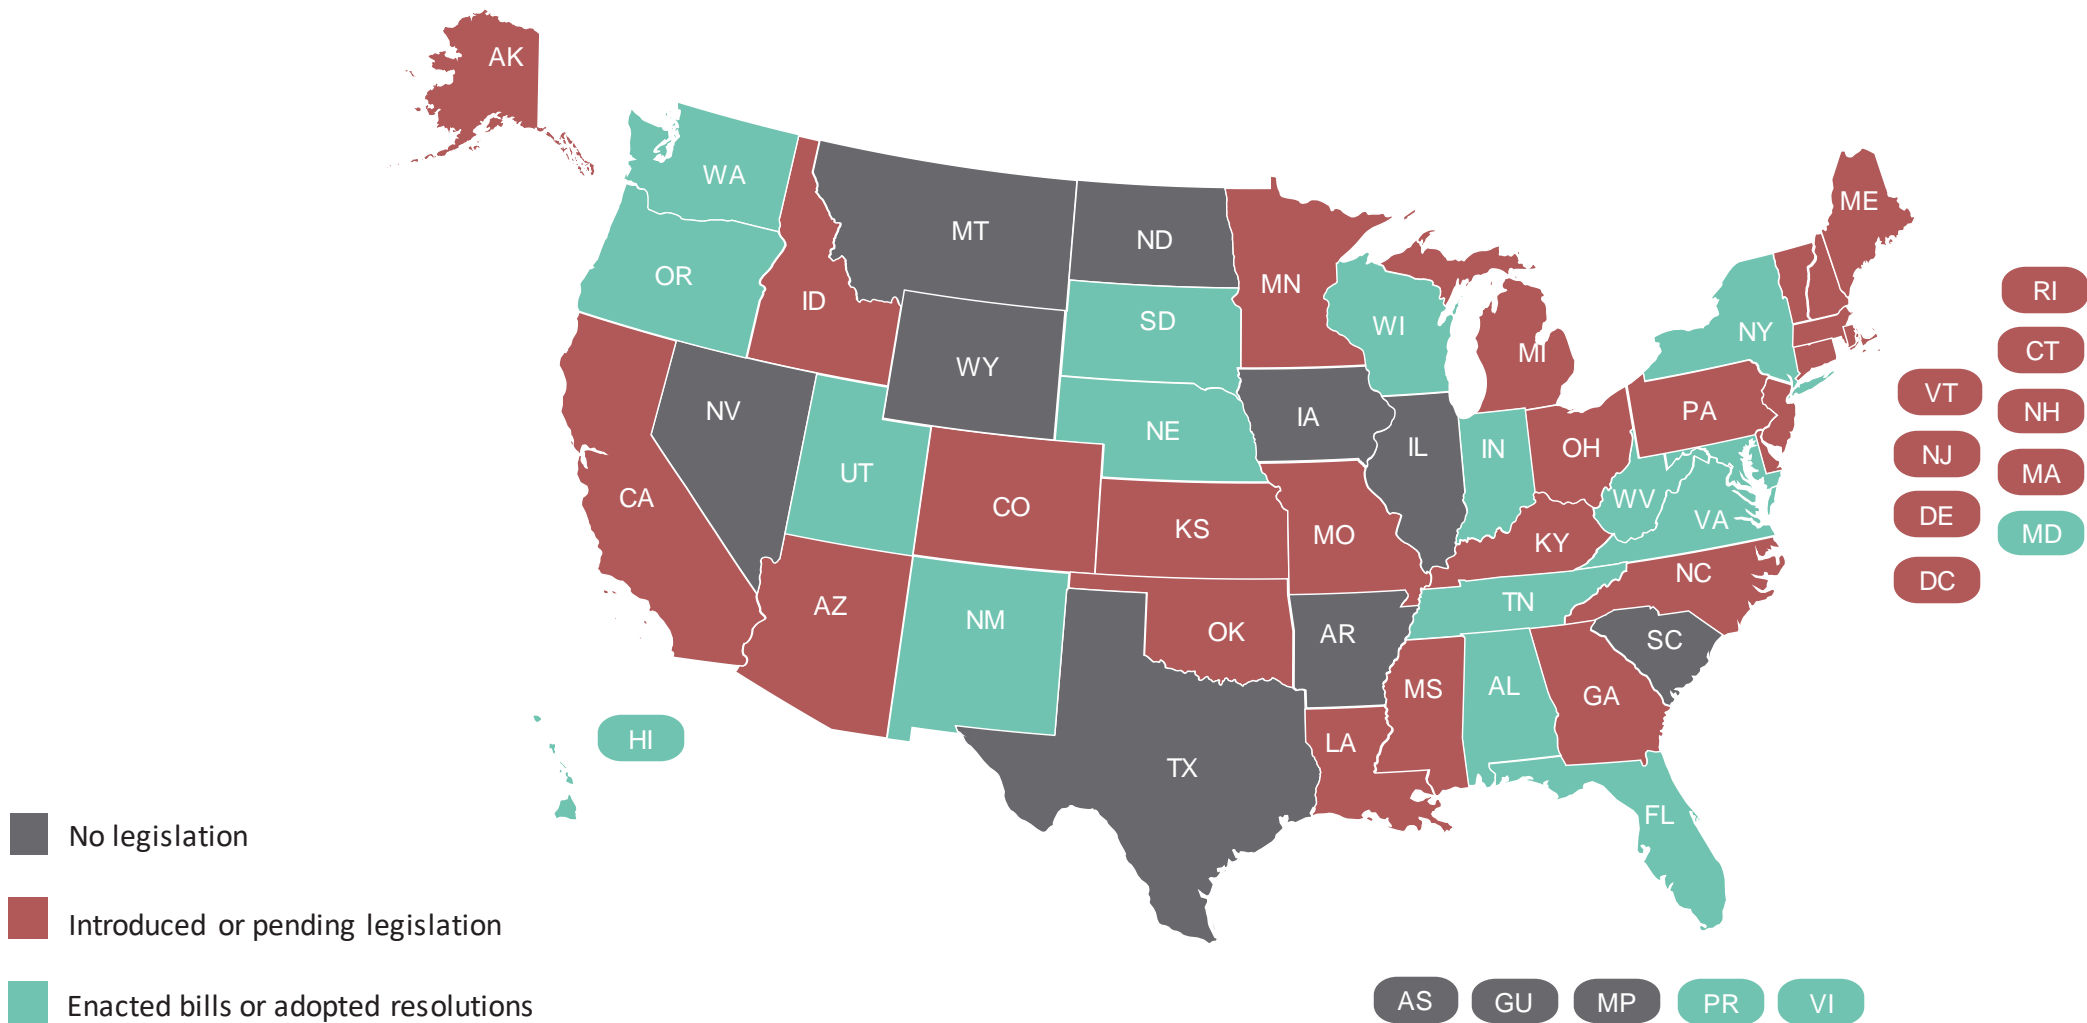 AK
WA
MT
ND
ME
OR
ID
MN
SD
WI
NY
RI
WY
MI
CT
NV
IA
PA
VT
NH
NE
IL
IN
OH
NJ
MA
UT
CA
CO
KS
MO
WV
VA
DE
MD
KY
NC
DC
AZ
NM
OK
AR
TN
SC
MS
AL
GA
HI
LA
TX
FL
No legislation
Introduced or pending legislation
Enacted bills or adopted resolutions
AS
GU
MP
PR
VI